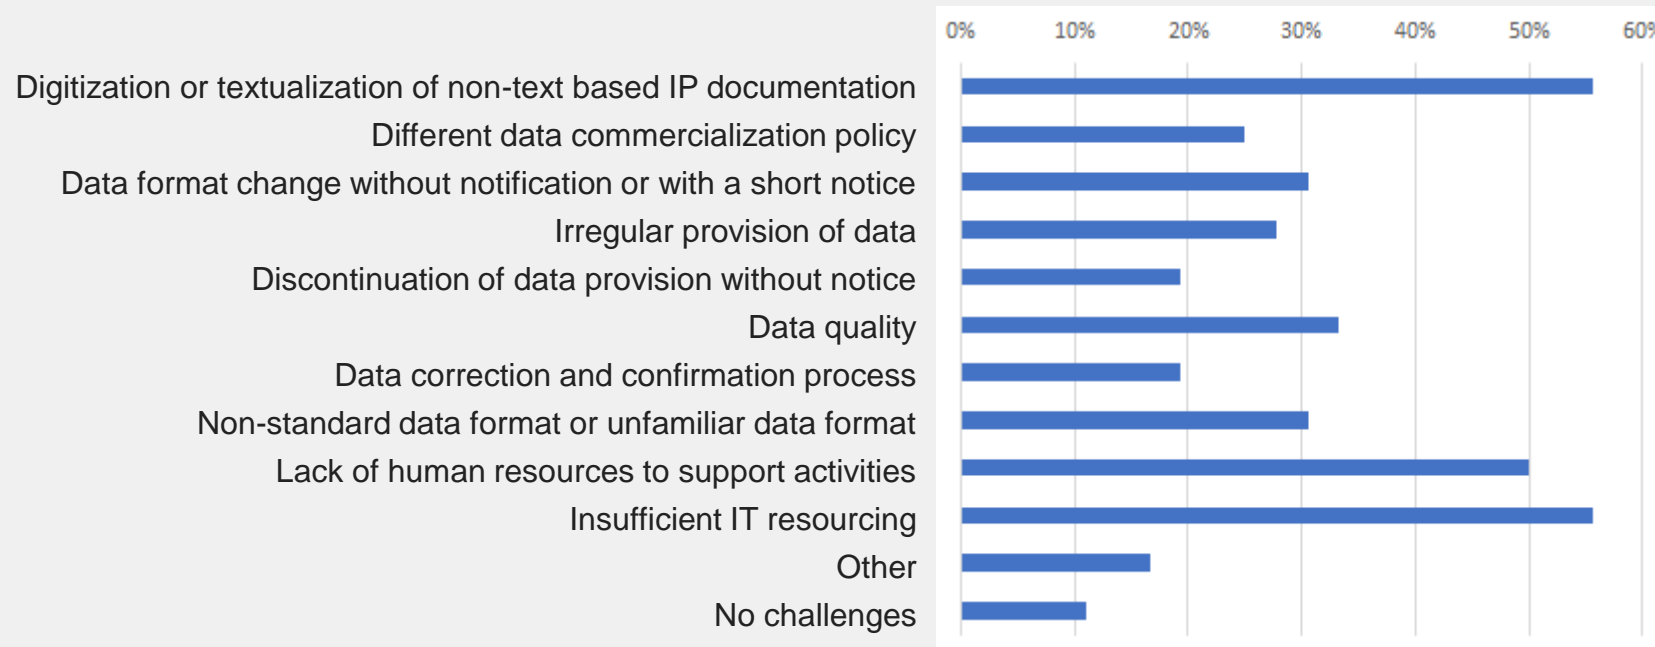 0% 10% 20% 30% 40% 50% 60%
Digitization or textualization of non-text based IP documentation
Different data commercialization policy
Data format change without notification or with a short notice
Irregular provision of data
Discontinuation of data provision without notice
Data quality
Data correction and confirmation process
Non-standard data format or unfamiliar data format
Lack of human resources to support activities
Insufficient IT resourcing
Other
No challenges